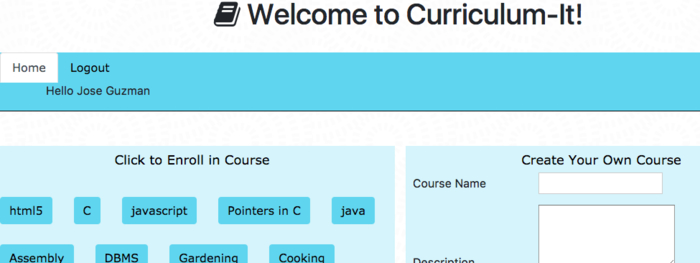 Welcome to Curriculum-It!
Home Logout
Hello Jose Guzman
Click to Enroll in Course
html5 C javascript Pointers in C java
Assembly DBMS Gardening Cooking
Create Your Own Course
Course Name
Description